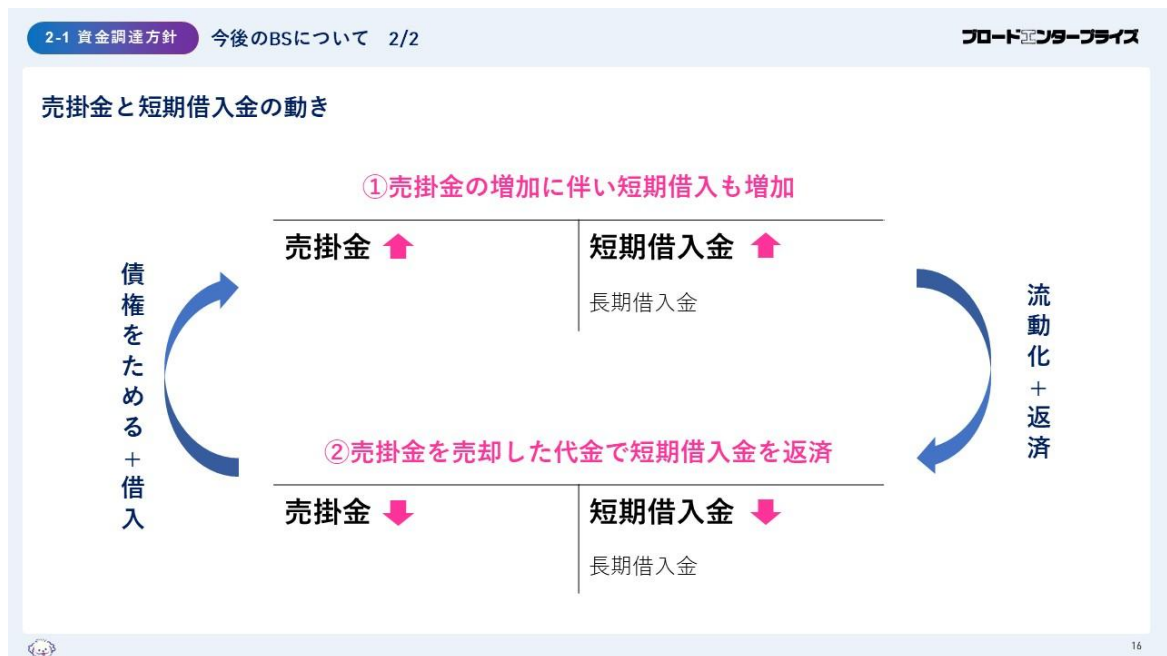 2-1 資金調達方針
今後のBSについて 2/2
ブロードエンタープライズ
売掛金と短期借入金の動き
①売掛金の増加に伴い短期借入も増加
売掛金
短期借入金
長期借入金
債権をためる+借入
流動化+返済
②売掛金を売却した代金で短期借入金を返済
売掛金
短期借入金
長期借入金
16